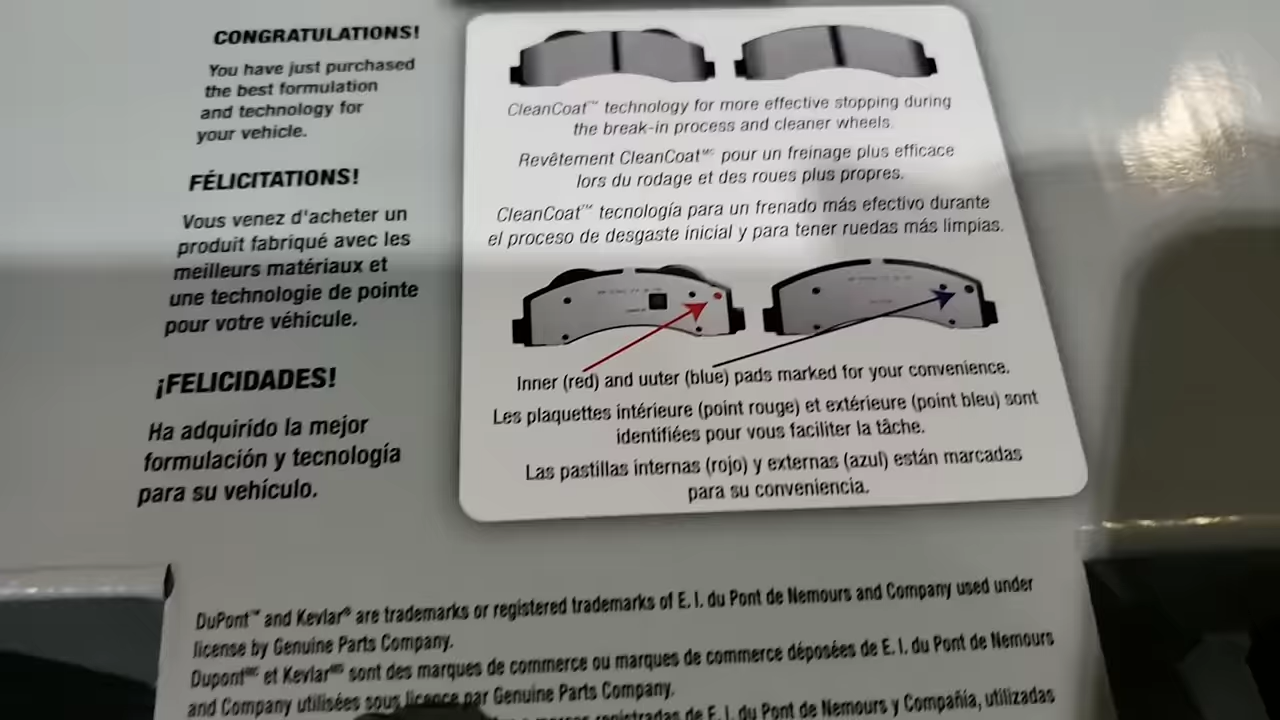 CONGRATULATIONS!
You have just purchased
the best formulation
and technology for
your vehicle.
FÉLICITATIONS!
Vous venez d'acheter un
produit fabriqué avec les
meilleurs matériaux et
une technologie de pointe
pour votre véhicule.
¡FELICIDADES!
Ha adquirido la mejor
formulación y tecnología
para su vehículo.
CleanCoat™ technology for more effective stopping during
the break-in process and cleaner wheels.
Revêtement CleanCoatᴹᶜ pour un freinage plus efficace
lors du rodage et des roues plus propres.
CleanCoat™ tecnología para un frenado más efectivo durante
el proceso de desgaste inicial y para tener ruedas más limpias.
Inner (red) and uuter (blue) pads marked for your convenience.
Les plaquettes intérieure (point rouge) et extérieure (point bleu) sont
identifiées pour vous faciliter la tâche.
Las pastillas internas (rojo) y externas (azul) están marcadas
para su conveniencia.
DuPont™ and Kevlar® are trademarks or registered trademarks of E. I. du Pont de Nemours and Company used under
license by Genuine Parts Company.
Dupontᴹᶜ et Kevlarᴹᴰ sont des marques de commerce ou marques de commerce déposées de E. I. du Pont de Nemours
and Company utilisées sous licence par Genuine Parts Company.
registradas de E. I. du Pont de Nemours y Compañia, utilizadas